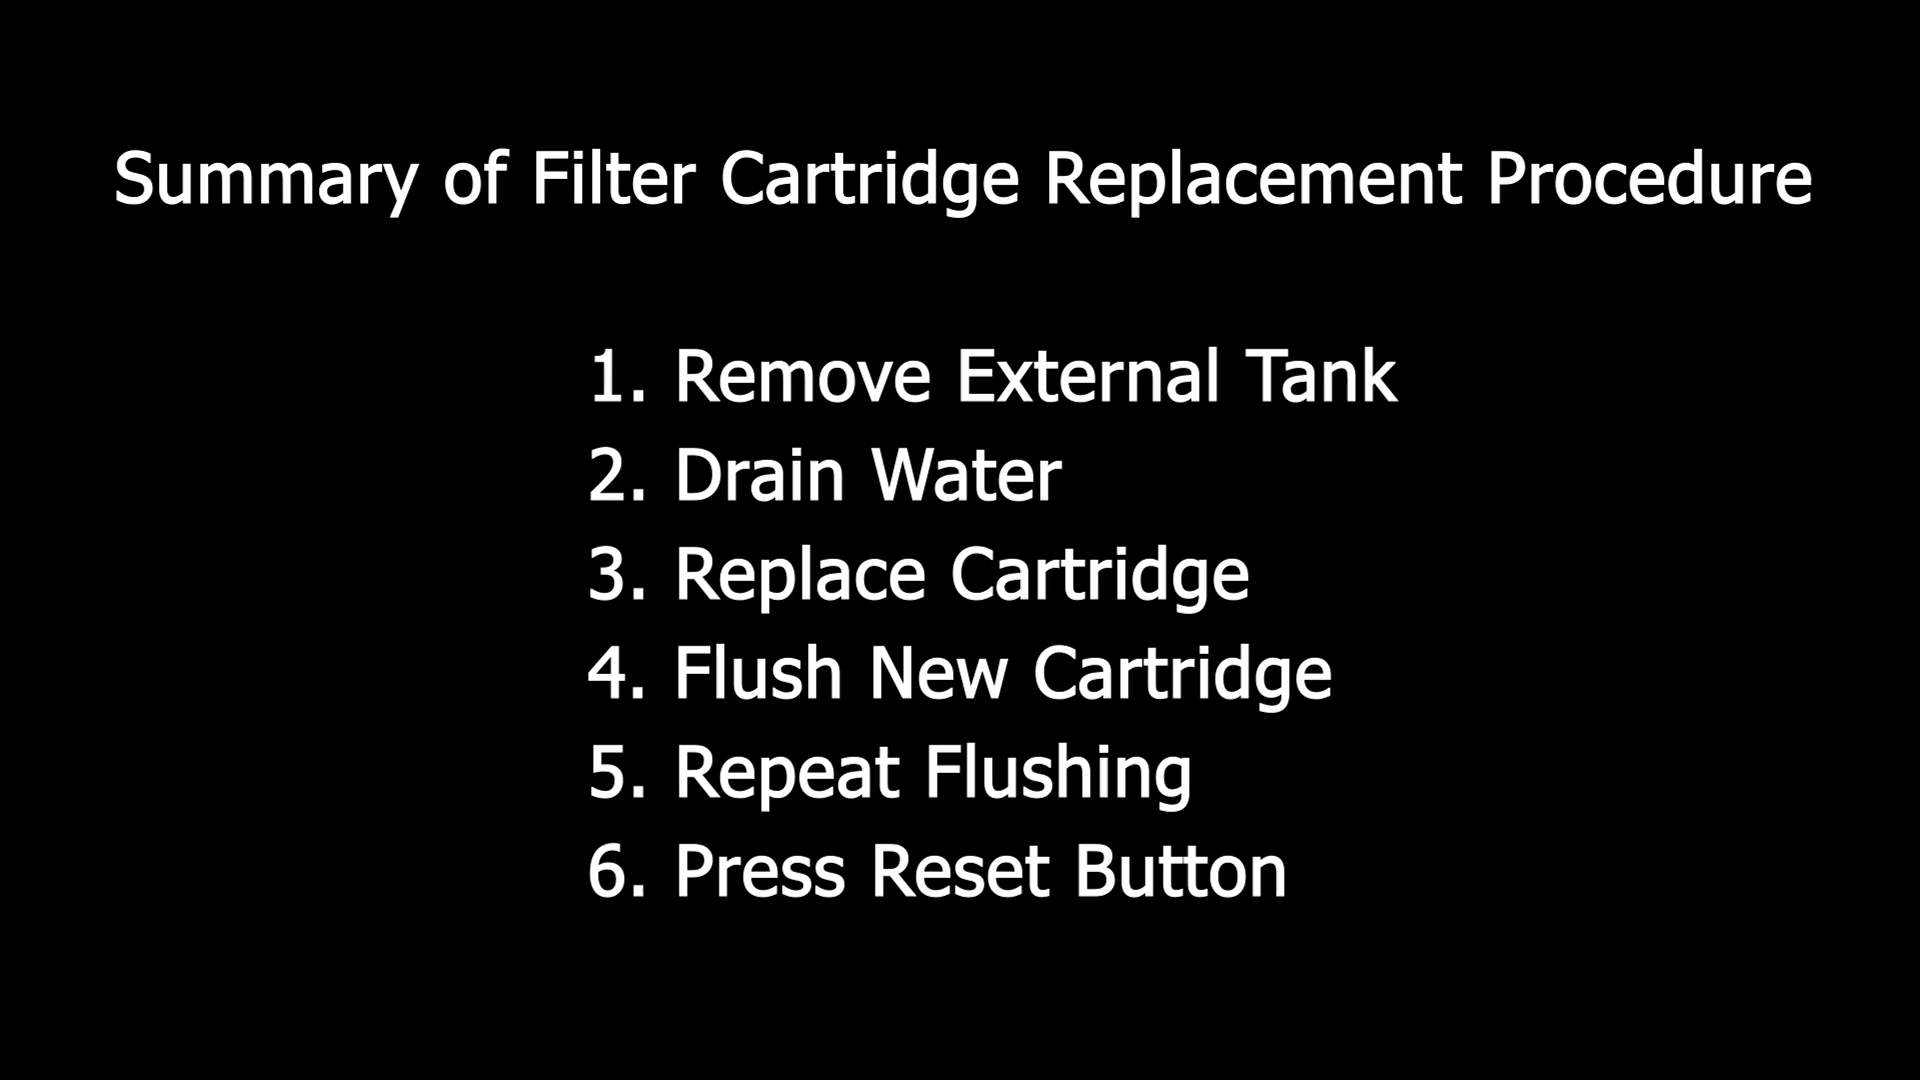 Summary of Filter Cartridge Replacement Procedure
1. Remove External Tank
2. Drain Water
3. Replace Cartridge
4. Flush New Cartridge
5. Repeat Flushing
6. Press Reset Button